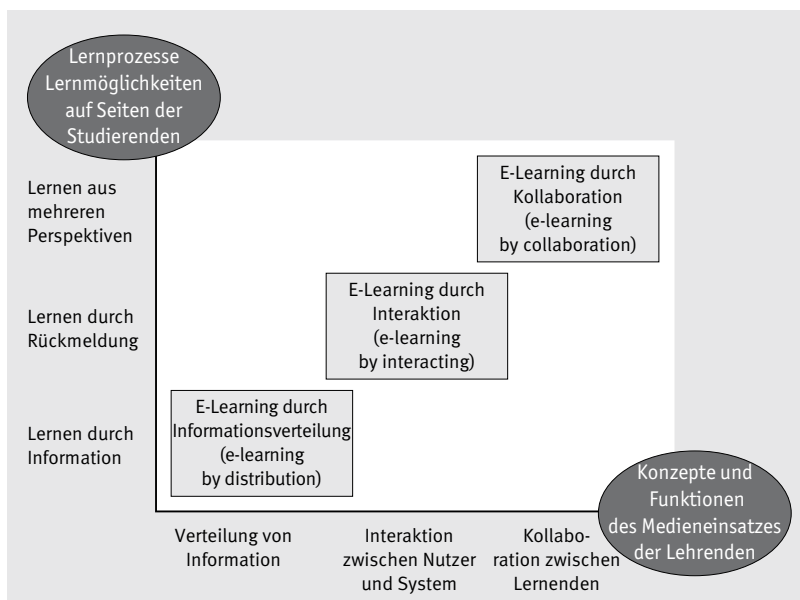 Lernprozesse
Lernmöglichkeiten
auf Seiten der
Studierenden
Lernen aus
mehreren
Perspektiven
E-Learning durch
Kollaboration
(e-learning
by collaboration)
Lernen durch
Rückmeldung
E-Learning durch
Interaktion
(e-learning
by interacting)
Lernen durch
Information
E-Learning durch
Informationsverteilung
(e-learning
by distribution)
Konzepte und
Funktionen
des Medieneinsatzes
der Lehrenden
Verteilung von
Information
Interaktion
zwischen Nutzer
und System
Kollabo-
ration zwischen
Lernenden